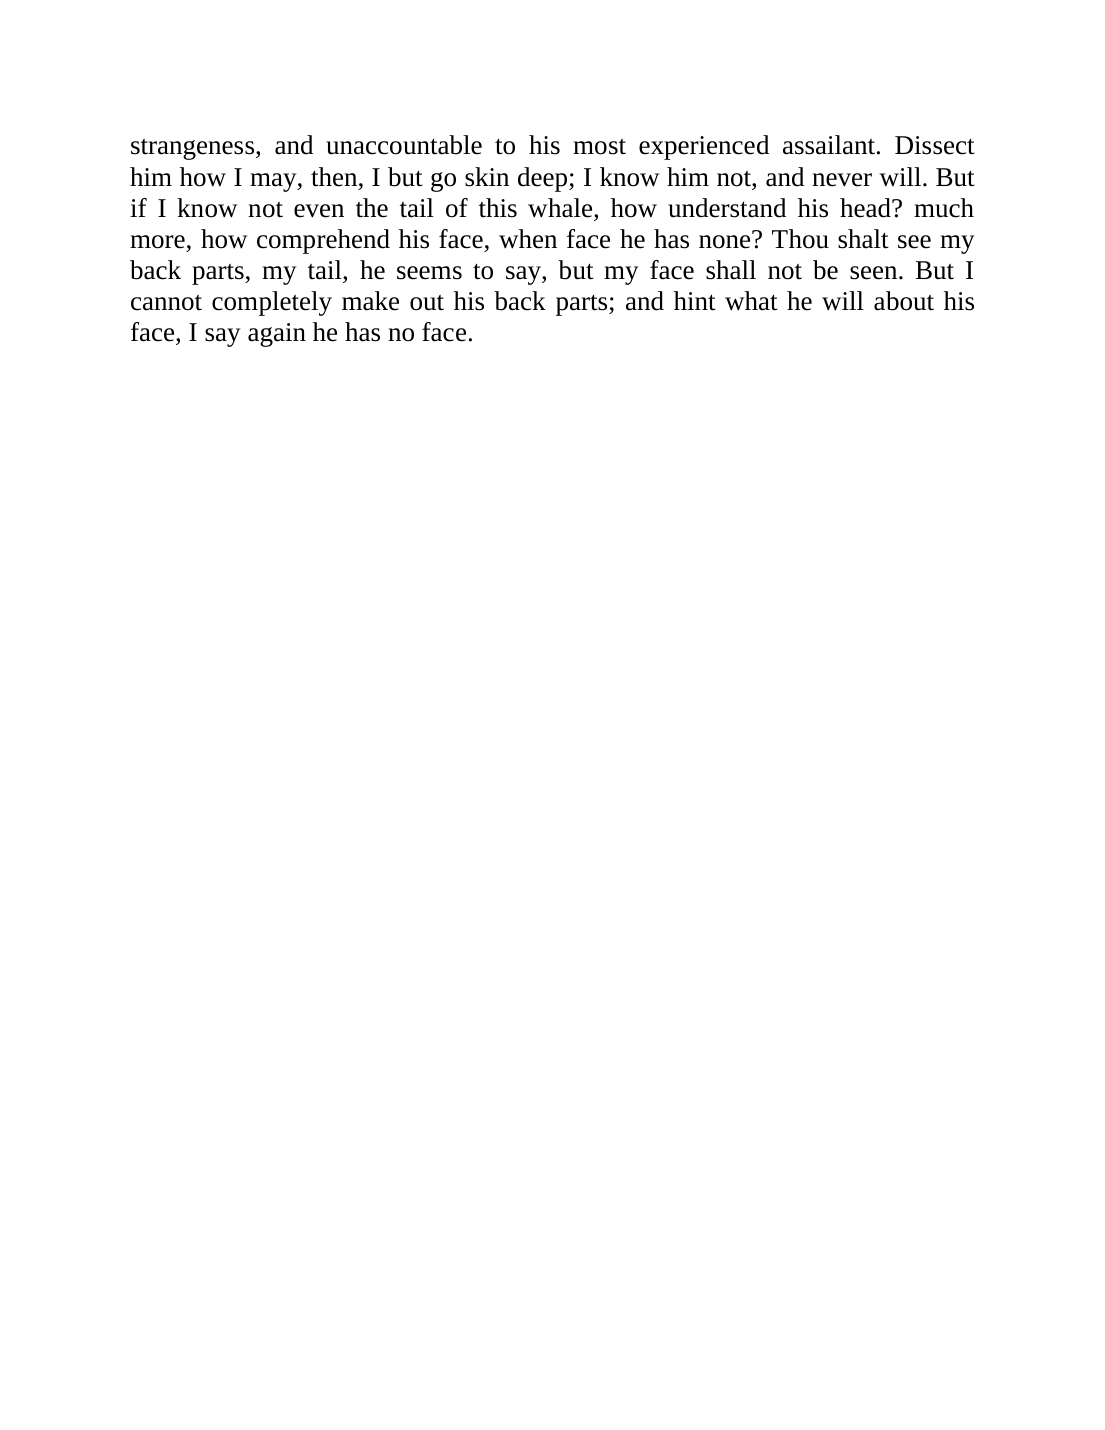 strangeness, and unaccountable to his most experienced assailant. Dissect
him how I may, then, I but go skin deep; I know him not, and never will. But
if I know not even the tail of this whale, how understand his head? much
more, how comprehend his face, when face he has none? Thou shalt see my
back parts, my tail, he seems to say, but my face shall not be seen. But I
cannot completely make out his back parts; and hint what he will about his
face, I say again he has no face.